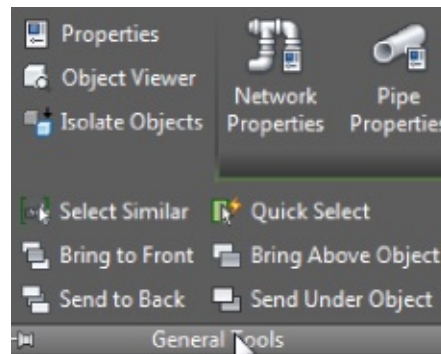 Properties
Object Viewer
Isolate Objects
Network
Properties
Pipe
Propertie
Select Similar
Quick Select
Bring to Front
Bring Above Object
Send to Back
Send Under Object
General Tools